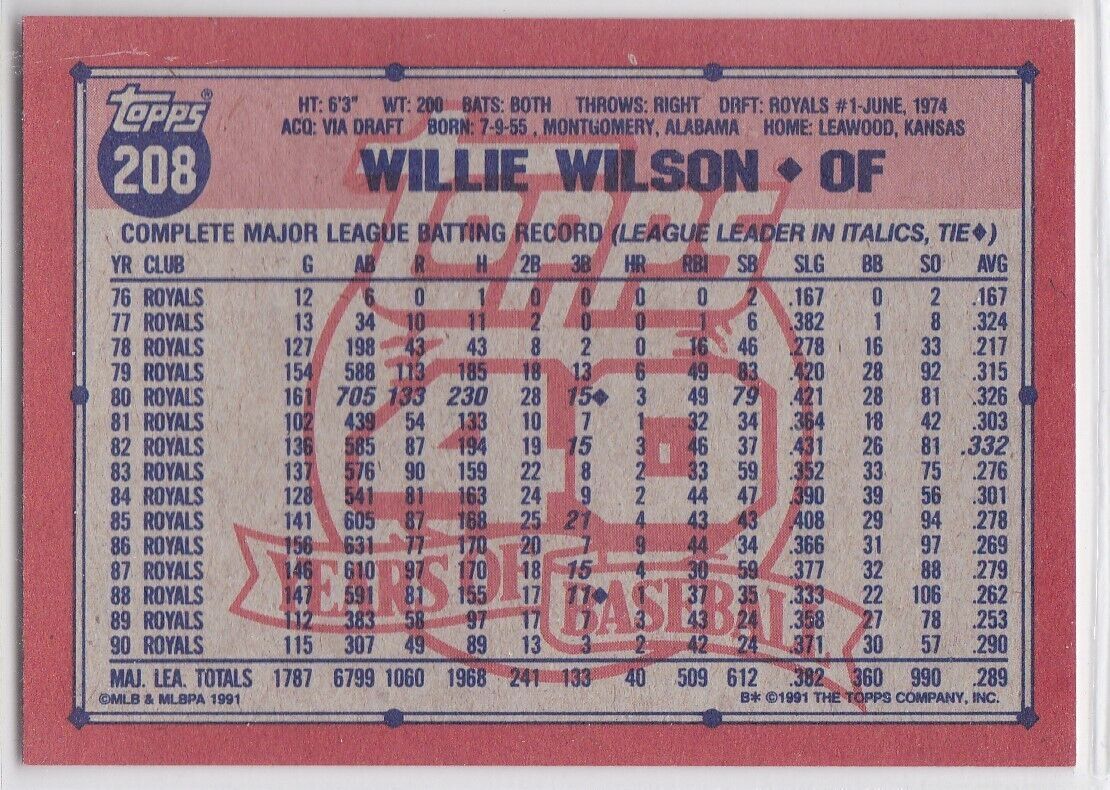 TOPPS®
208
HT: 6'3" WT: 200 BATS: BOTH THROWS: RIGHT DRFT: ROYALS #1-JUNE, 1974
ACQ: VIA DRAFT BORN: 7-9-55 , MONTGOMERY, ALABAMA HOME: LEAWOOD, KANSAS
WILLIE WILSON ◆ OF
COMPLETE MAJOR LEAGUE BATTING RECORD (LEAGUE LEADER IN ITALICS, TIE◆)
YR CLUB G AB R H 2B 3B HR RBI SB SLG BB SO AVG
76 ROYALS 12 6 0 1 0 0 0 0 2 .167 0 2 .167
77 ROYALS 13 34 10 11 2 0 0 1 6 .382 1 8 .324
78 ROYALS 127 198 43 43 8 2 0 16 46 .278 16 33 .217
79 ROYALS 154 588 113 185 18 13 6 49 83 .420 28 92 .315
80 ROYALS 161 705 133 230 28 15◆ 3 49 79 .421 28 81 .326
81 ROYALS 102 439 54 133 10 7 1 32 34 .364 18 42 .303
82 ROYALS 136 585 87 194 19 15 3 46 37 .431 26 81 .332
83 ROYALS 137 576 90 159 22 8 2 33 59 .352 33 75 .276
84 ROYALS 128 541 81 163 24 9 2 44 47 .390 39 56 .301
85 ROYALS 141 605 87 168 25 21 4 43 43 .408 29 94 .278
86 ROYALS 156 631 77 170 20 7 9 44 34 .366 31 97 .269
87 ROYALS 146 610 97 170 18 15 4 30 59 .377 32 88 .279
88 ROYALS 147 591 81 155 17 11◆ 1 37 35 .333 22 106 .262
89 ROYALS 112 383 58 97 17 7 3 43 24 .358 27 78 .253
90 ROYALS 115 307 49 89 13 3 2 42 24 .371 30 57 .290
MAJ. LEA. TOTALS 1787 6799 1060 1968 241 133 40 509 612 .382 360 990 .289
©MLB & MLBPA 1991 B* ©1991 THE TOPPS COMPANY, INC.
TOPPS
40
YEARS OF BASEBALL